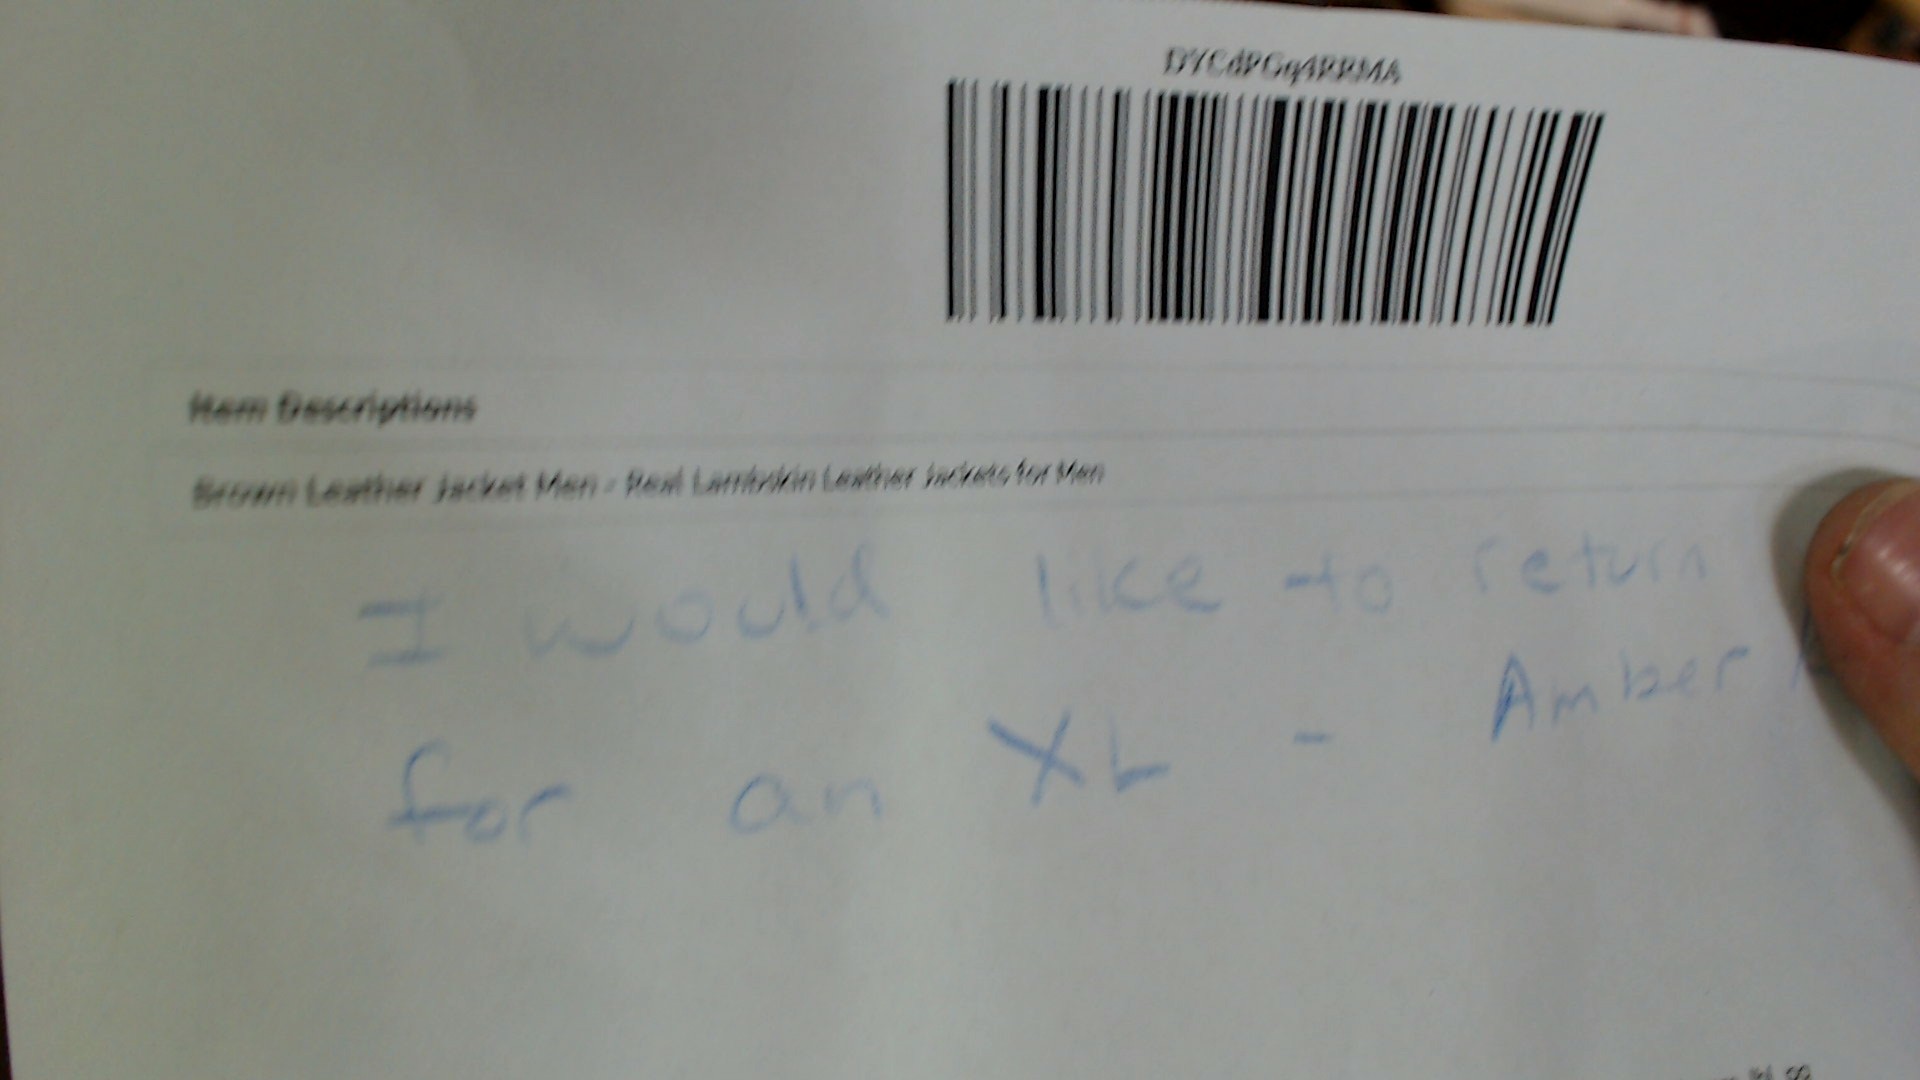 DYCdPGq4RRMA
Item Descriptions
Brown Leather Jacket Men - Real Lambskin Leather Jackets for Men
I would like to return
for an XL - Amber